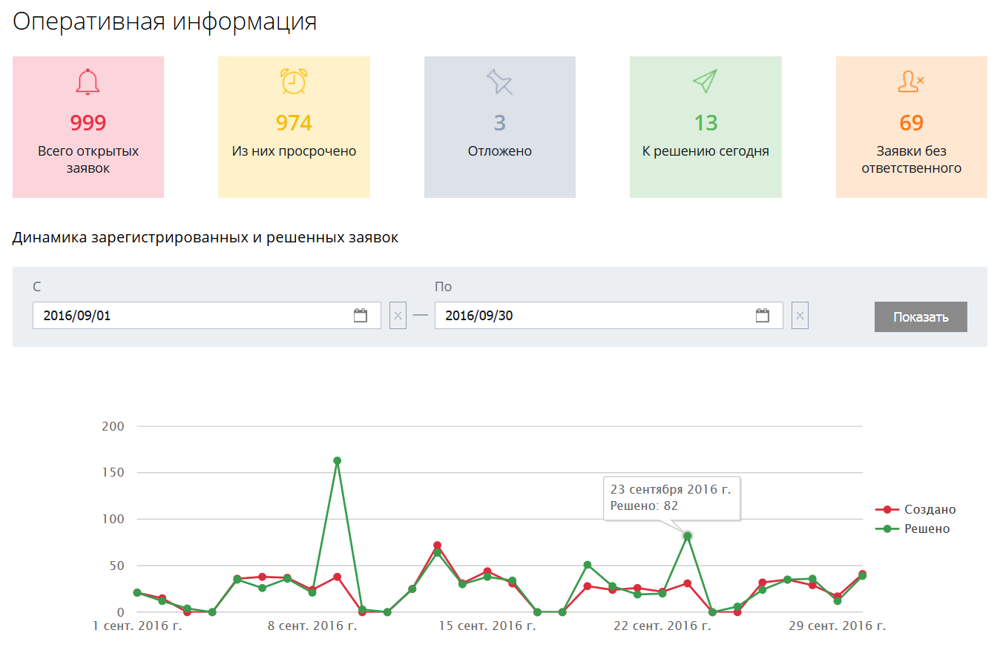 Оперативная информация
999
Всего открытых
заявок
974
Из них просрочено
3
Отложено
13
К решению сегодня
69
Заявки без
ответственного
Динамика зарегистрированных и решенных заявок
С
По
2016/09/01
—
2016/09/30
Показать
200
150
100
50
0
23 сентября 2016 г.
Решено: 82
Создано
Решено
1 сент. 2016 г.
8 сент. 2016 г.
15 сент. 2016 г.
22 сент. 2016 г.
29 сент. 2016 г.